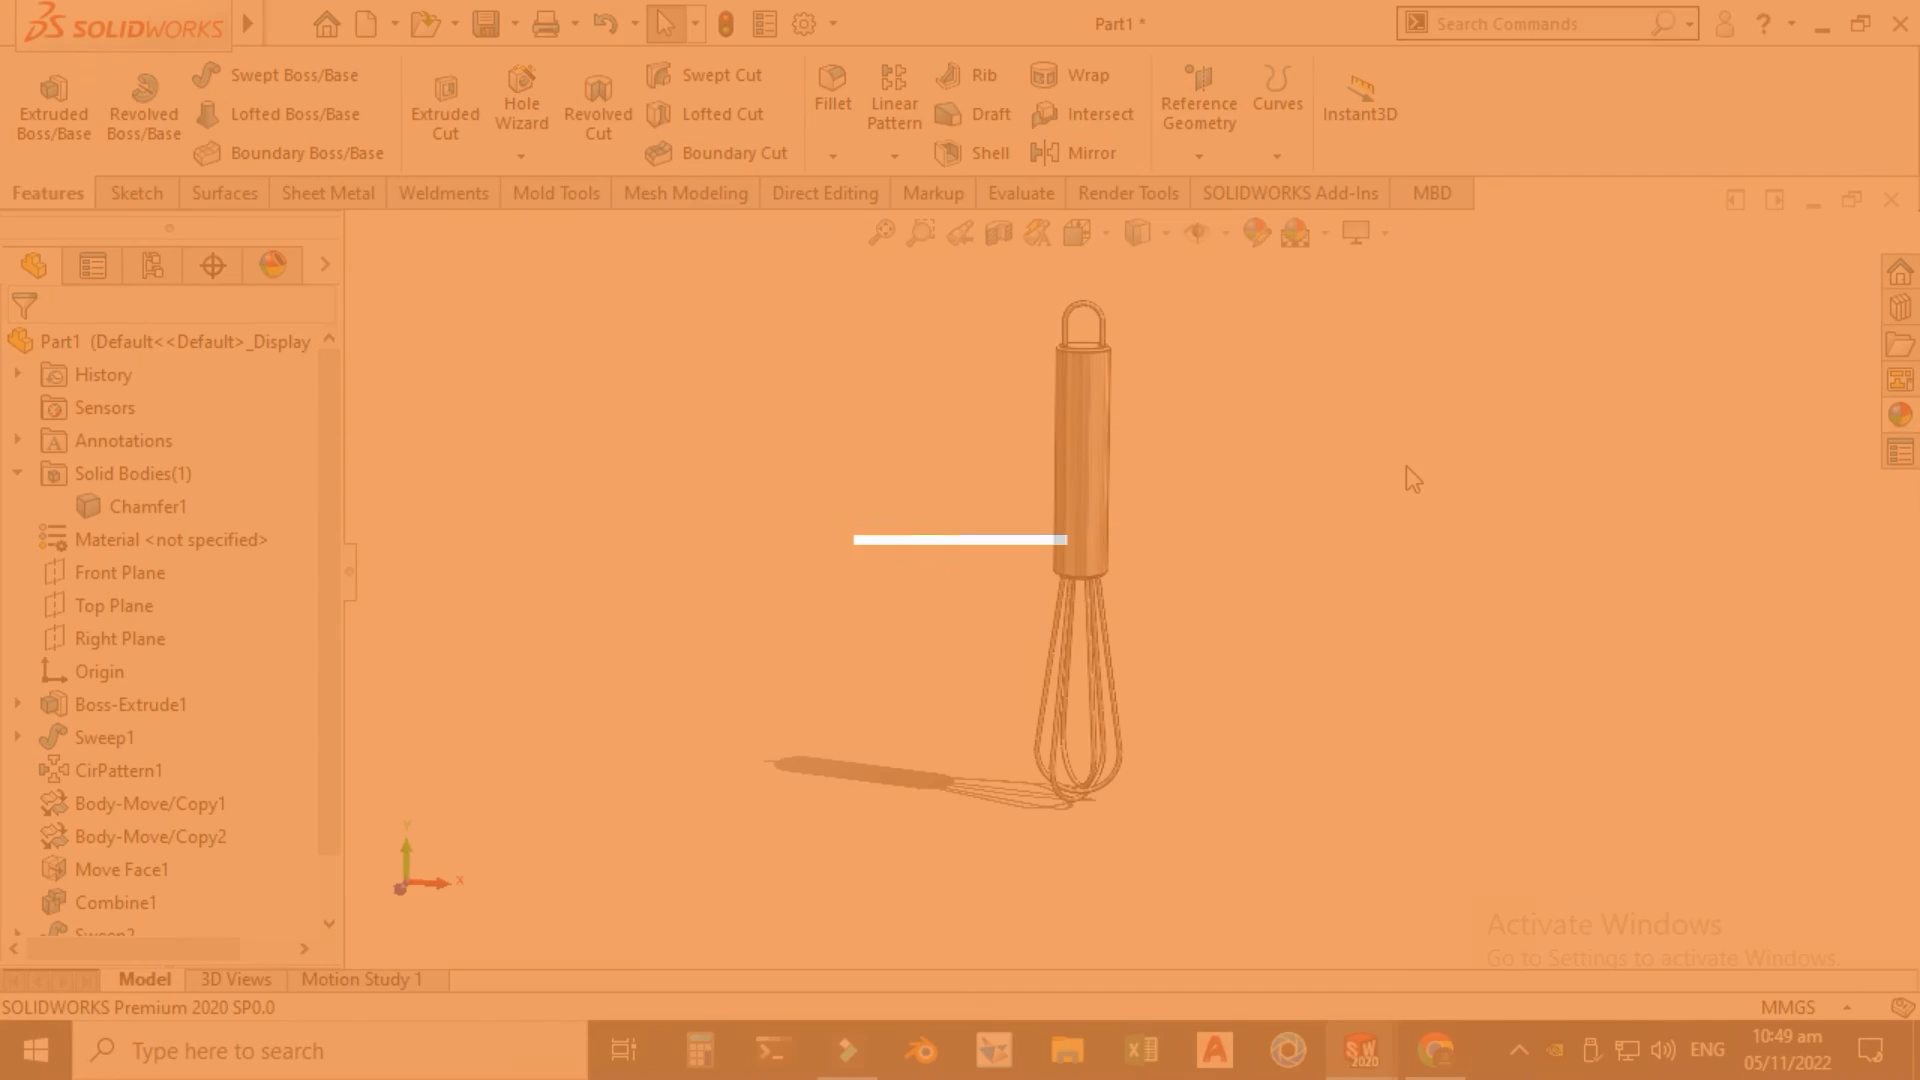 SOLIDWORKS
Part1 *
Search Commands
Extruded Boss/Base
Revolved Boss/Base
Swept Boss/Base
Lofted Boss/Base
Boundary Boss/Base
Extruded Cut
Hole Wizard
Revolved Cut
Swept Cut
Lofted Cut
Boundary Cut
Fillet
Linear Pattern
Rib
Draft
Shell
Wrap
Intersect
Mirror
Reference Geometry
Curves
Instant3D
Features
Sketch
Surfaces
Sheet Metal
Weldments
Mold Tools
Mesh Modeling
Direct Editing
Markup
Evaluate
Render Tools
SOLIDWORKS Add-Ins
MBD
Part1 (Default<<Default>_Display
History
Sensors
Annotations
Solid Bodies(1)
Chamfer1
Material <not specified>
Front Plane
Top Plane
Right Plane
Origin
Boss-Extrude1
Sweep1
CirPattern1
Body-Move/Copy1
Body-Move/Copy2
Move Face1
Combine1
Sweep2
Y
X
Activate Windows
Go to Settings to activate Windows.
Model
3D Views
Motion Study 1
SOLIDWORKS Premium 2020 SP0.0
MMGS
Type here to search
SW 2020
ENG
10:49 am
05/11/2022